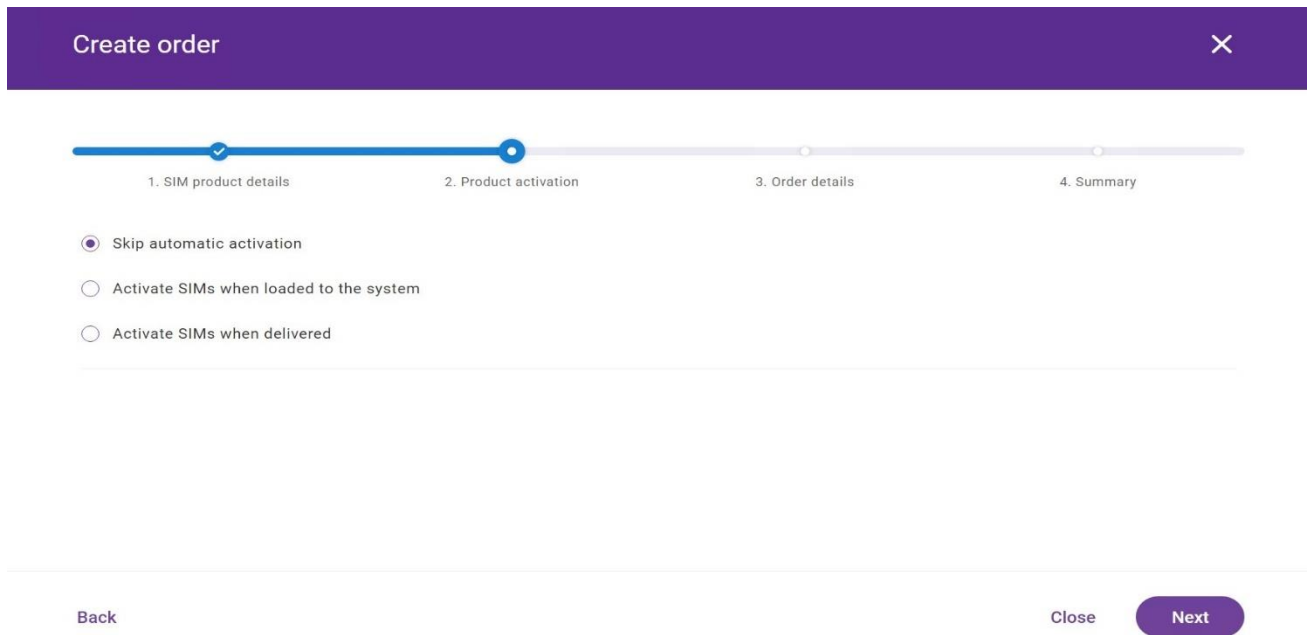 Create order
1. SIM product details
2. Product activation
3. Order details
4. Summary
Skip automatic activation
Activate SIMs when loaded to the system
Activate SIMs when delivered
Back
Close
Next